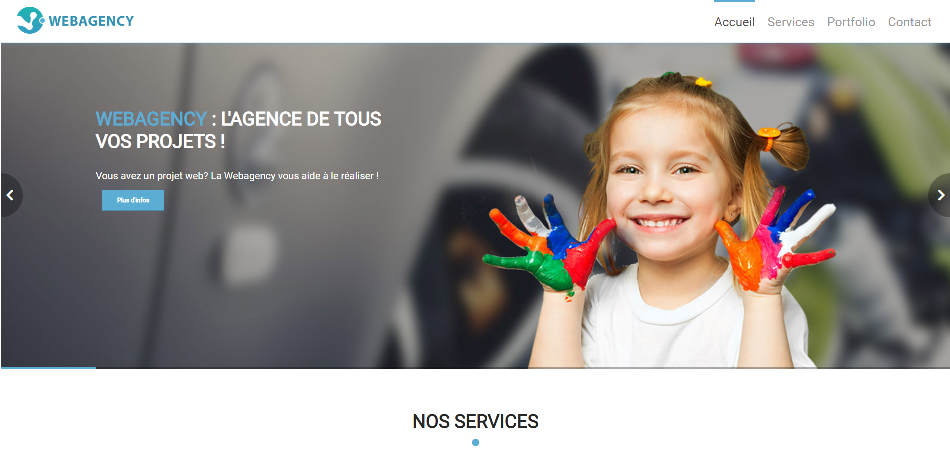 WEBAGENCY
Accueil Services Portfolio Contact
WEBAGENCY : L'AGENCE DE TOUS
VOS PROJETS !
Vous avez un projet web? La Webagency vous aide à le réaliser !
Plus d'infos
NOS SERVICES